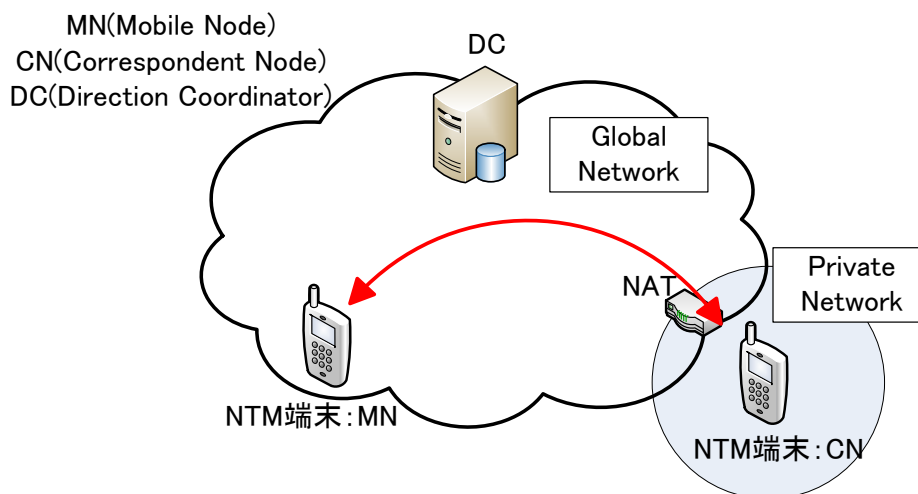 MN(Mobile Node)
CN(Correspondent Node)
DC(Direction Coordinator)
DC
Global
Network
Private
Network
NAT
NTM端末:MN
NTM端末:CN